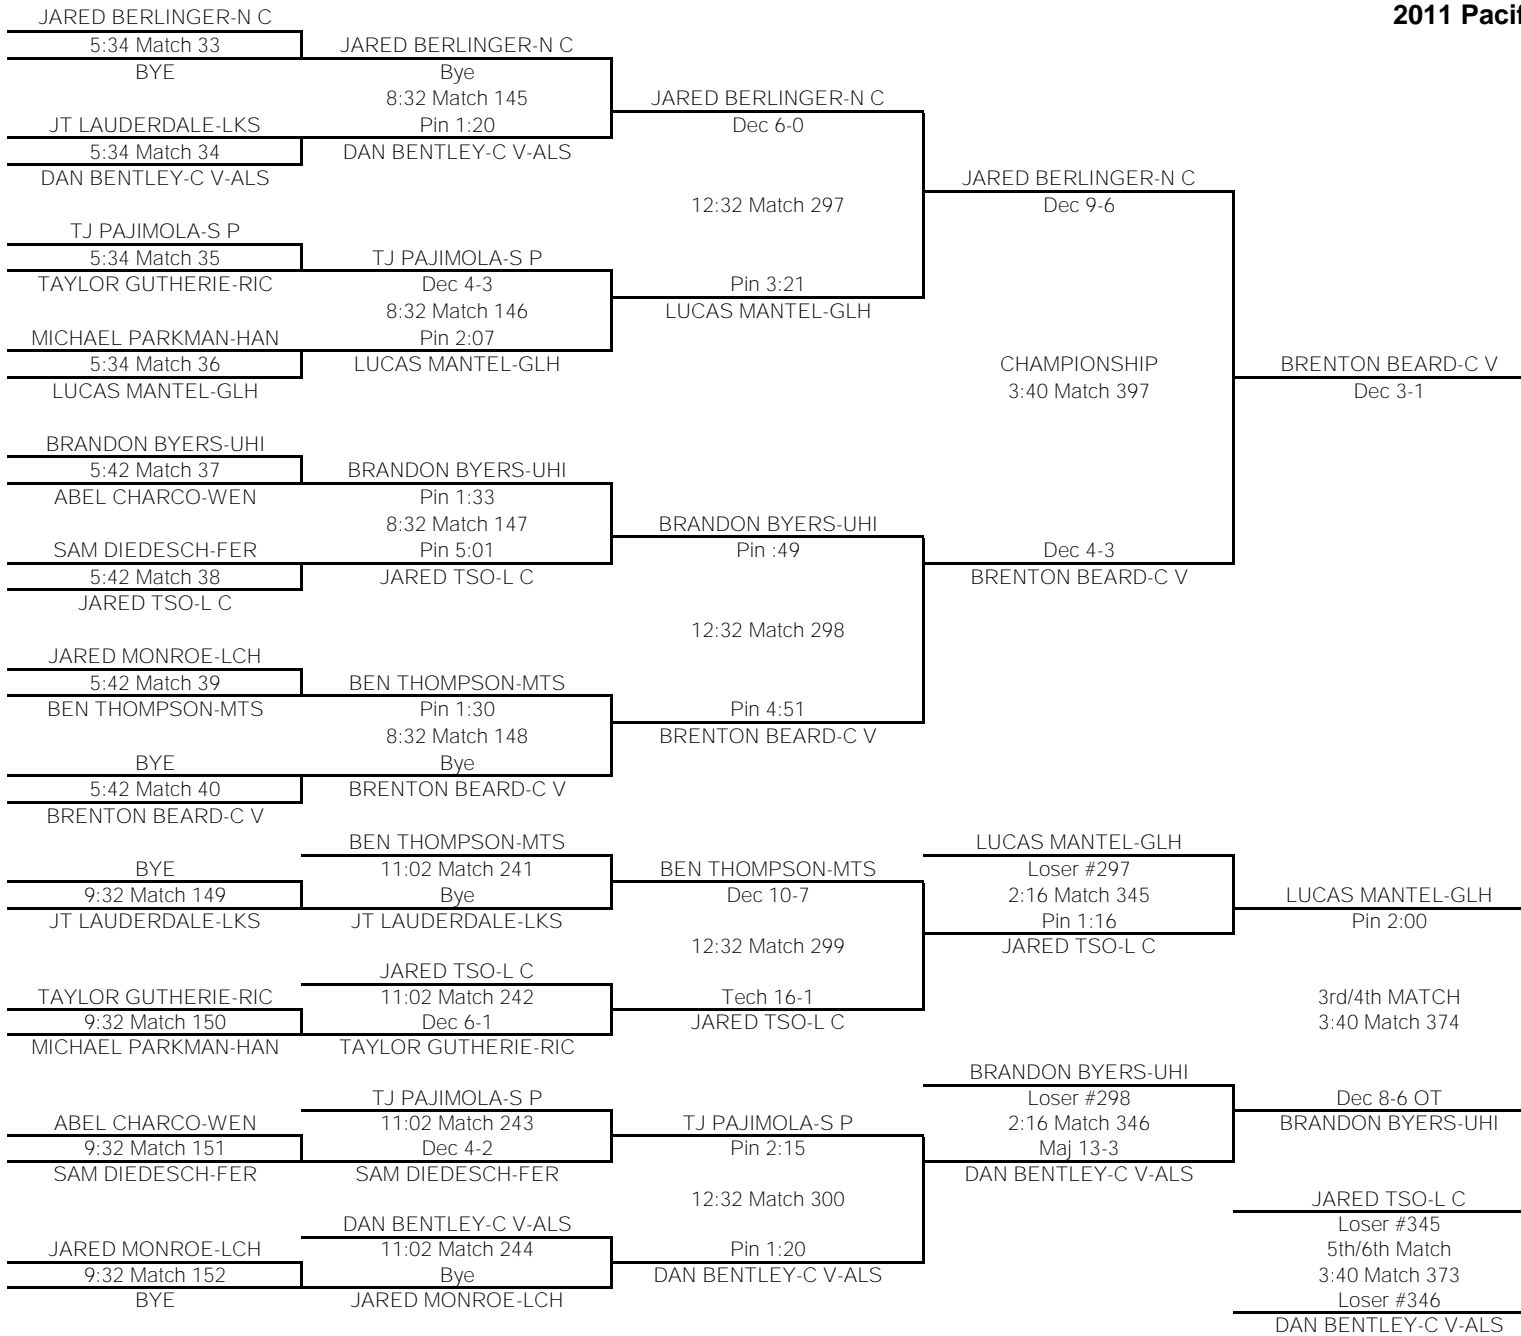 2011 Pacif
JARED BERLINGER-N C
5:34 Match 33
BYE
JT LAUDERDALE-LKS
5:34 Match 34
DAN BENTLEY-C V-ALS
TJ PAJIMOLA-S P
5:34 Match 35
TAYLOR GUTHERIE-RIC
MICHAEL PARKMAN-HAN
5:34 Match 36
LUCAS MANTEL-GLH
BRANDON BYERS-UHI
5:42 Match 37
ABEL CHARCO-WEN
SAM DIEDESCH-FER
5:42 Match 38
JARED TSO-L C
JARED MONROE-LCH
5:42 Match 39
BEN THOMPSON-MTS
BYE
5:42 Match 40
BRENTON BEARD-C V
JARED BERLINGER-N C
Bye
8:32 Match 145
Pin 1:20
DAN BENTLEY-C V-ALS
TJ PAJIMOLA-S P
Dec 4-3
8:32 Match 146
Pin 2:07
LUCAS MANTEL-GLH
BRANDON BYERS-UHI
Pin 1:33
8:32 Match 147
Pin 5:01
JARED TSO-L C
BEN THOMPSON-MTS
Pin 1:30
8:32 Match 148
Bye
BRENTON BEARD-C V
JARED BERLINGER-N C
Dec 6-0
12:32 Match 297
Pin 3:21
LUCAS MANTEL-GLH
BRANDON BYERS-UHI
Pin :49
12:32 Match 298
Pin 4:51
BRENTON BEARD-C V
JARED BERLINGER-N C
Dec 9-6
CHAMPIONSHIP
3:40 Match 397
Dec 4-3
BRENTON BEARD-C V
BRENTON BEARD-C V
Dec 3-1
BYE
9:32 Match 149
JT LAUDERDALE-LKS
TAYLOR GUTHERIE-RIC
9:32 Match 150
MICHAEL PARKMAN-HAN
ABEL CHARCO-WEN
9:32 Match 151
SAM DIEDESCH-FER
JARED MONROE-LCH
9:32 Match 152
BYE
BEN THOMPSON-MTS
11:02 Match 241
Bye
JT LAUDERDALE-LKS
JARED TSO-L C
11:02 Match 242
Dec 6-1
TAYLOR GUTHERIE-RIC
TJ PAJIMOLA-S P
11:02 Match 243
Dec 4-2
SAM DIEDESCH-FER
DAN BENTLEY-C V-ALS
11:02 Match 244
Bye
JARED MONROE-LCH
BEN THOMPSON-MTS
Dec 10-7
12:32 Match 299
Tech 16-1
JARED TSO-L C
TJ PAJIMOLA-S P
Pin 2:15
12:32 Match 300
Pin 1:20
DAN BENTLEY-C V-ALS
LUCAS MANTEL-GLH
Loser #297
2:16 Match 345
Pin 1:16
JARED TSO-L C
BRANDON BYERS-UHI
Loser #298
2:16 Match 346
Maj 13-3
DAN BENTLEY-C V-ALS
LUCAS MANTEL-GLH
Pin 2:00
3rd/4th MATCH
3:40 Match 374
Dec 8-6 OT
BRANDON BYERS-UHI
JARED TSO-L C
Loser #345
5th/6th Match
3:40 Match 373
Loser #346
DAN BENTLEY-C V-ALS